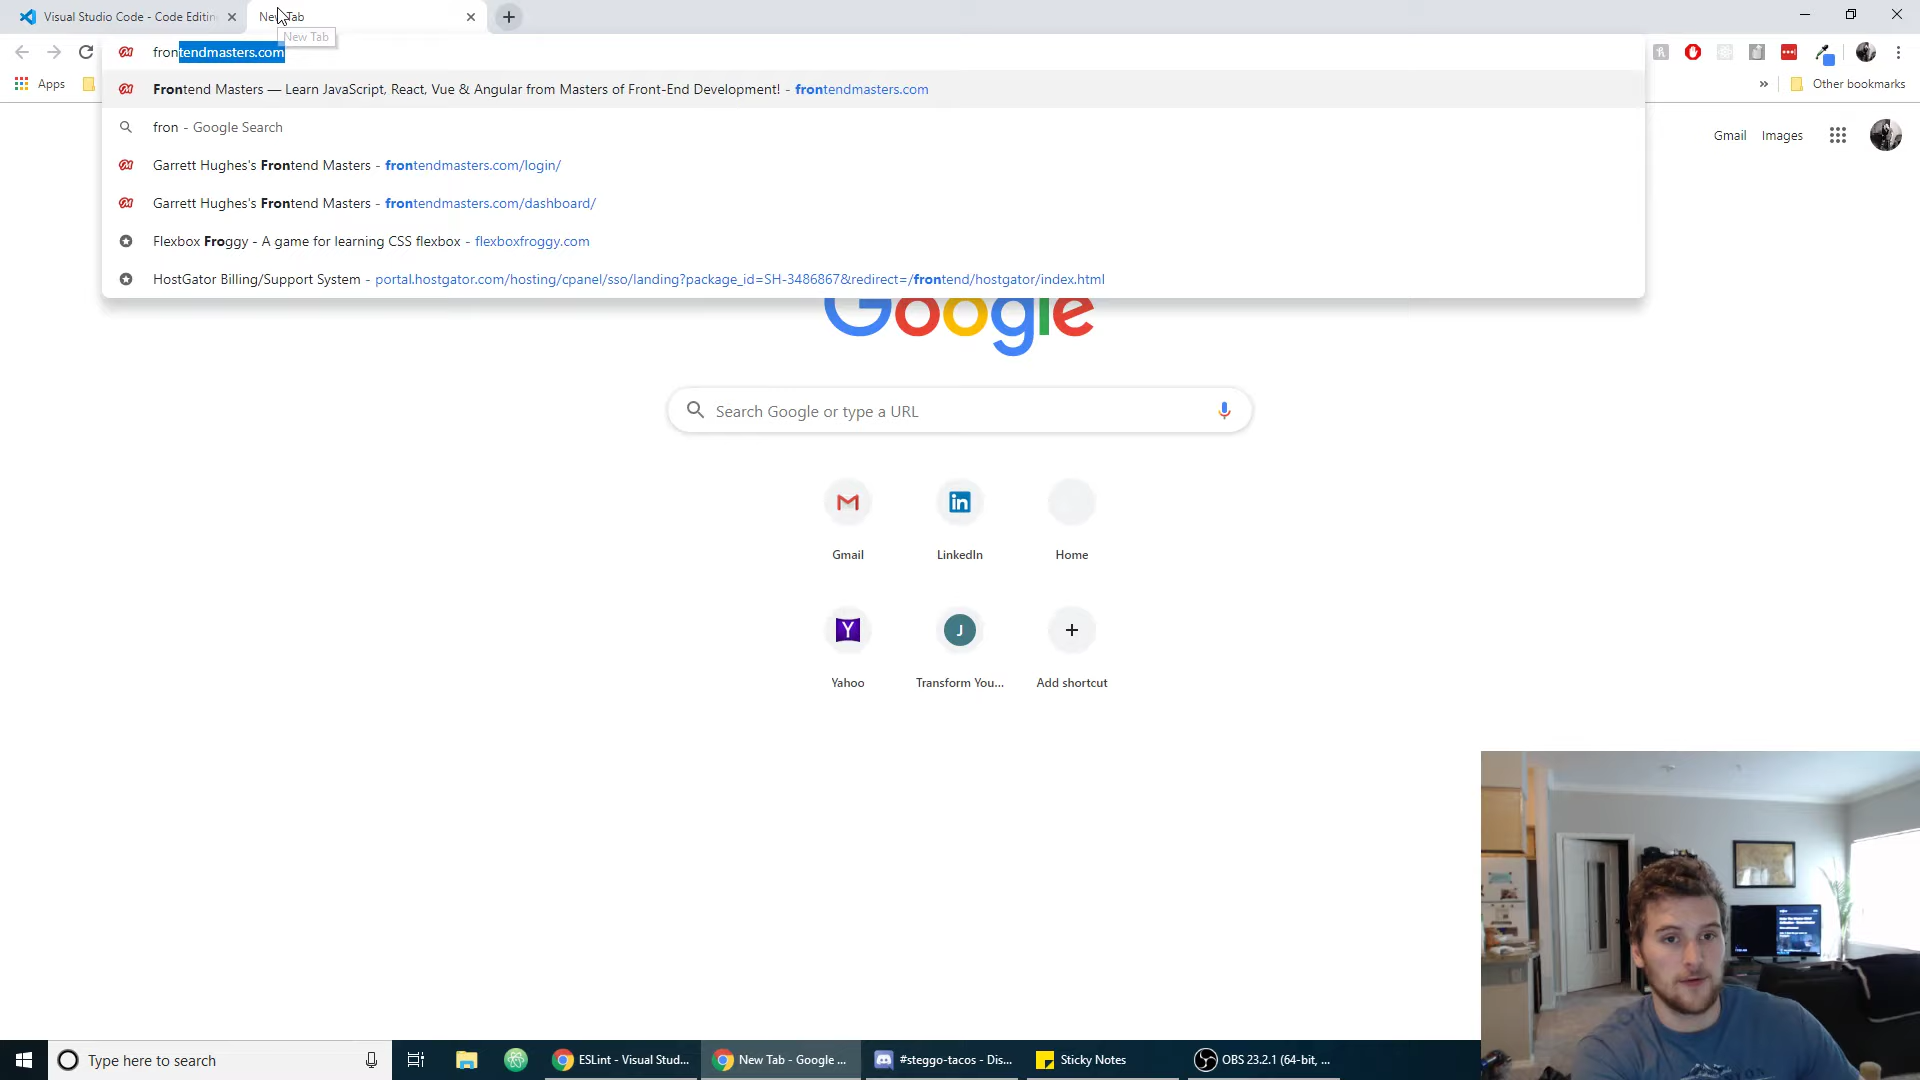 Visual Studio Code - Code Editin
New Tab
New Tab
frontendmasters.com
Apps
Other bookmarks
Frontend Masters — Learn JavaScript, React, Vue & Angular from Masters of Front-End Development! - frontendmasters.com
fron - Google Search
Gmail Images
Garrett Hughes's Frontend Masters - frontendmasters.com/login/
Garrett Hughes's Frontend Masters - frontendmasters.com/dashboard/
Flexbox Froggy - A game for learning CSS flexbox - flexboxfroggy.com
HostGator Billing/Support System - portal.hostgator.com/hosting/cpanel/sso/landing?package_id=SH-3486867&redirect=/frontend/hostgator/index.html
Google
Search Google or type a URL
Gmail LinkedIn Home
J
Yahoo Transform You... Add shortcut
Type here to search
ESLint - Visual Stud...
New Tab - Google ...
#steggo-tacos - Dis...
Sticky Notes
OBS 23.2.1 (64-bit, ...